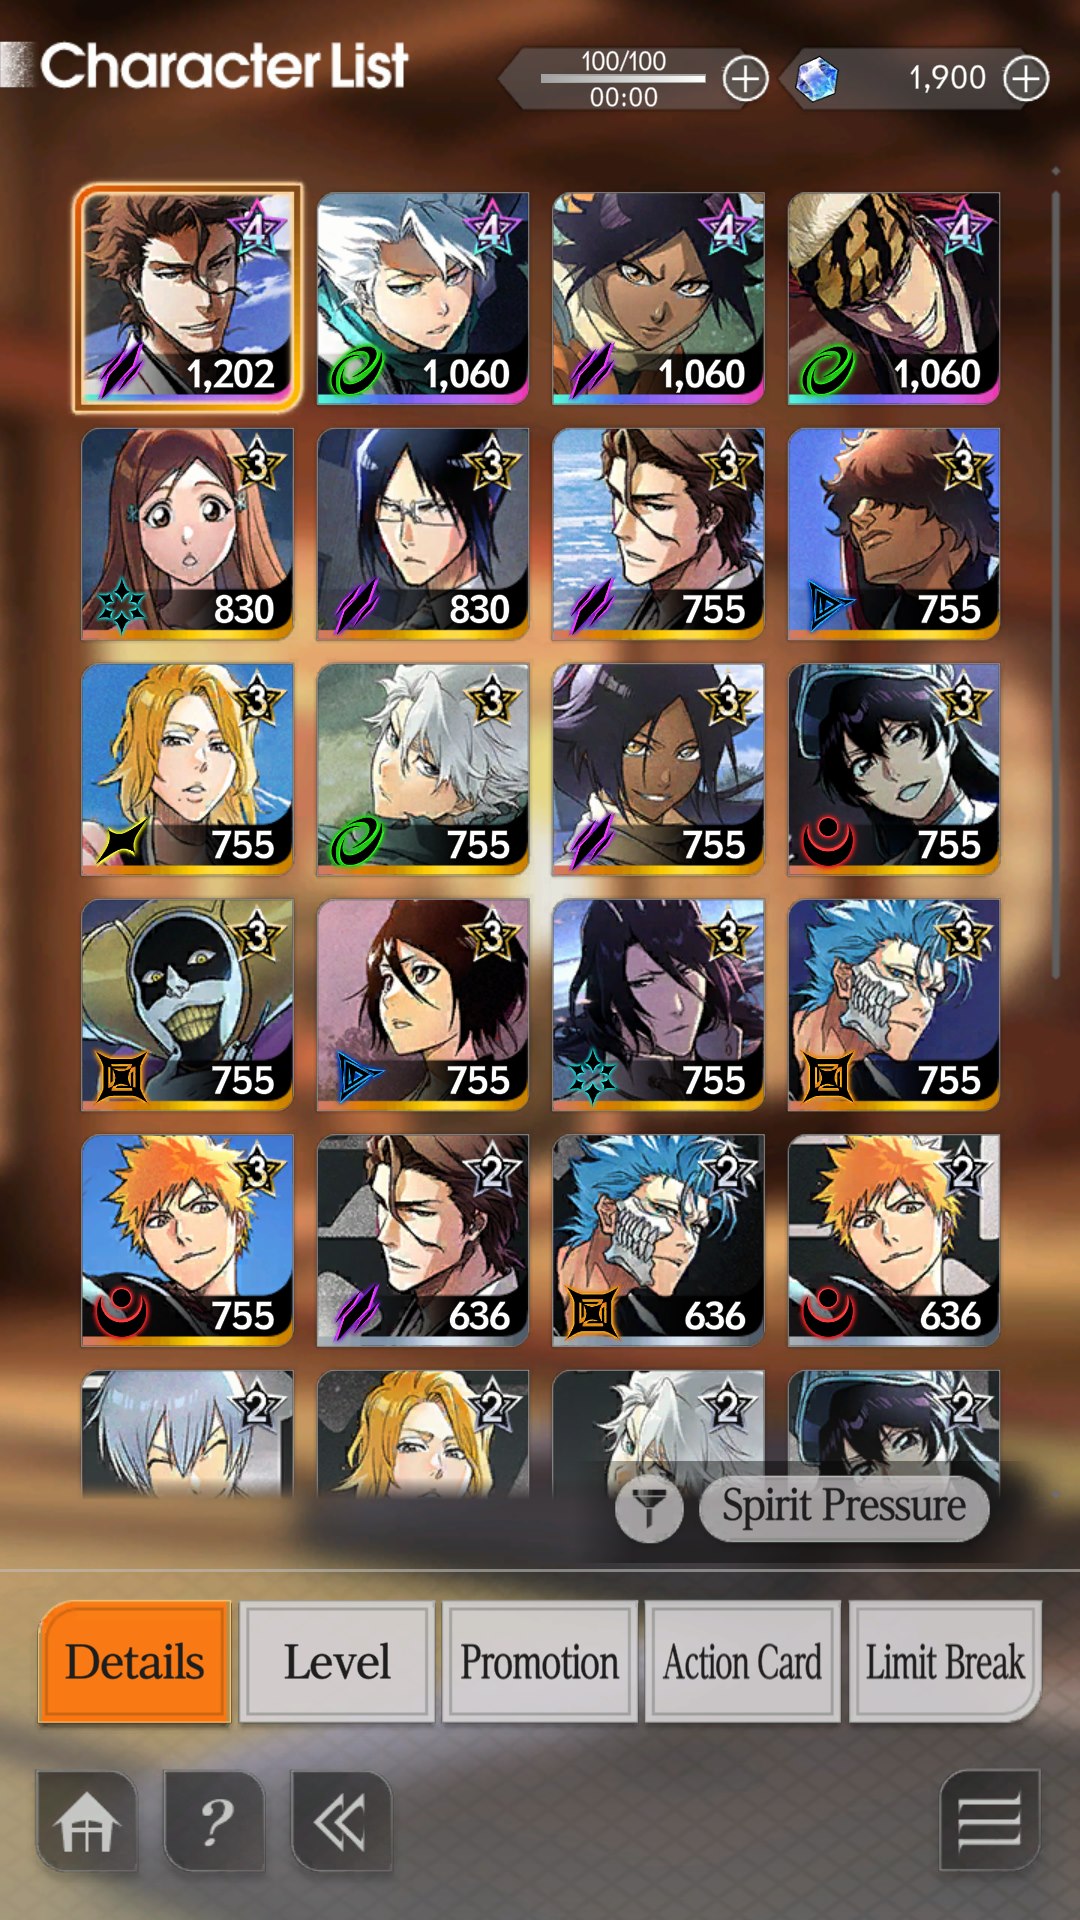 Character List
100/100
00:00
1,900
4 4 4 4
1,202 1,060 1,060 1,060
3 3 3 3
830 830 755 755
3 3 3 3
755 755 755 755
3 3 3 3
755 755 755 755
3 2 2 2
755 636 636 636
2 2 2 2
Spirit Pressure
Details Level Promotion Action Card Limit Break
?